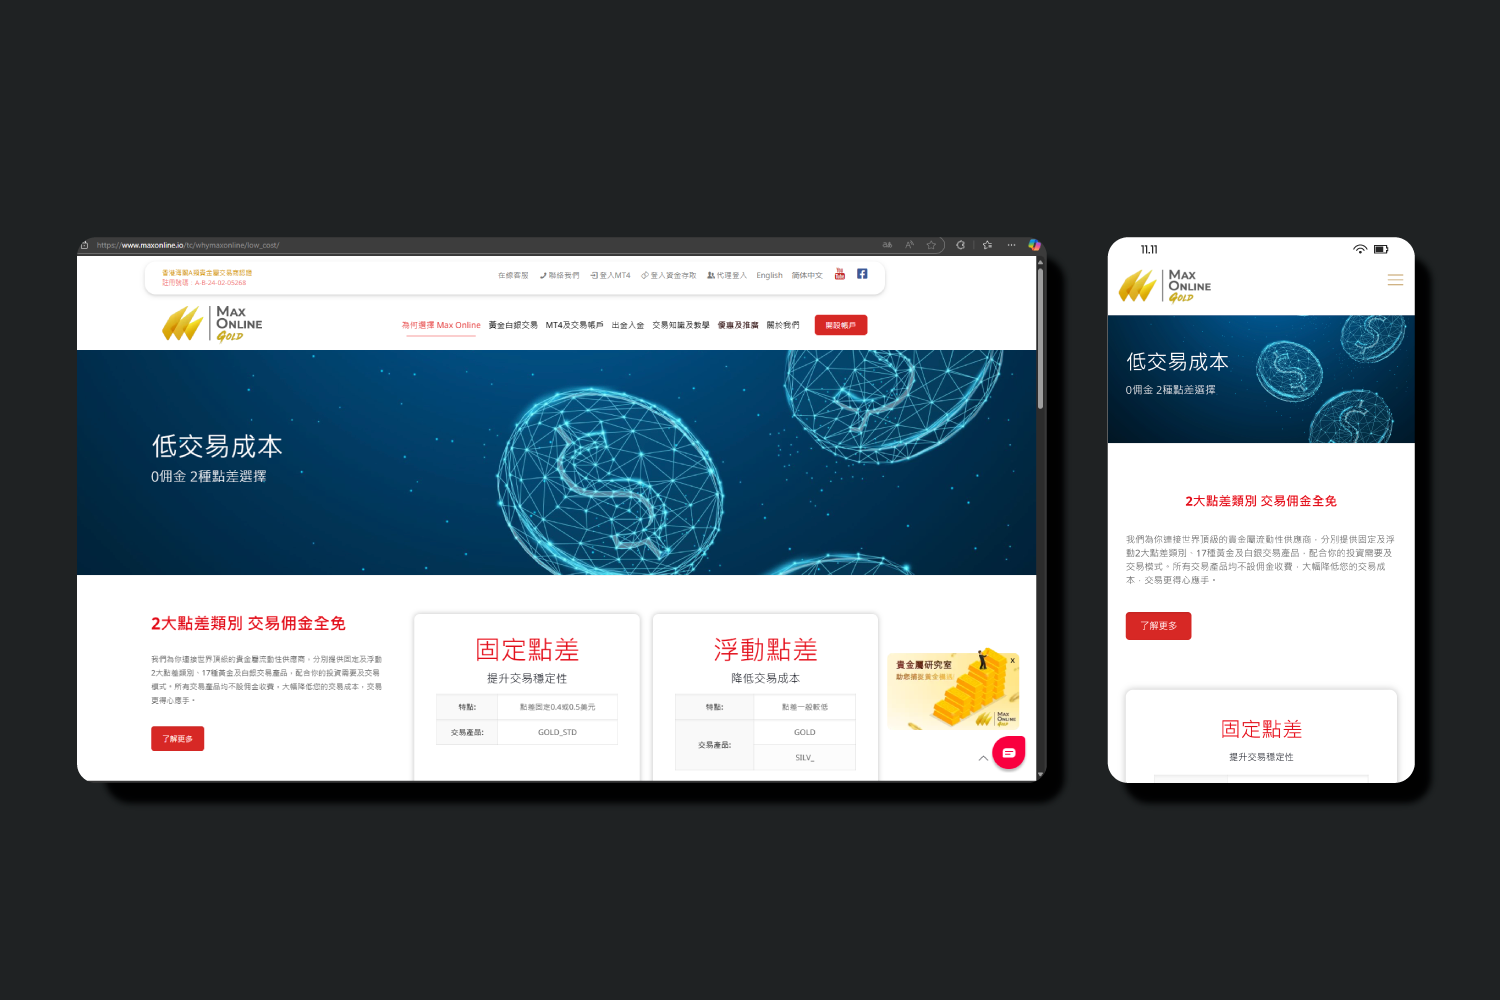 https://www.maxonline.io/tc/whymaxonline/low_cost/
註冊號碼：A-B-24-02-05268
在線客服 聯絡我們 登入MT4 登入資金存取 代理登入 English 简体中文
MAX
ONLINE
GOLD
為何選擇 Max Online 黃金白銀交易 MT4及交易帳戶 出金入金 交易知識及教學 優惠及推廣 關於我們 開設帳戶
低交易成本
0佣金 2種點差選擇
2大點差類別 交易佣金全免
我們為你連接世界頂級的貴金屬流動性供應商，分別提供固定及浮動
2大點差類別、17種黃金及白銀交易產品，配合你的投資需要及交易
模式。所有交易產品均不設佣金收費，大幅降低您的交易成本，交易
更得心應手。
了解更多
固定點差
提升交易穩定性
特點: 點差固定0.4或0.5美元
交易產品: GOLD_STD
浮動點差
降低交易成本
特點: 點差一般較低
交易產品: GOLD
SILV_
貴金屬研究室 X
助您捕捉黃金機遇
MAX
ONLINE
GOLD
11.11
MAX
ONLINE
GOLD
低交易成本
0佣金 2種點差選擇
2大點差類別 交易佣金全免
我們為你連接世界頂級的貴金屬流動性供應商，分別提供固定及浮
動2大點差類別、17種黃金及白銀交易產品，配合你的投資需要及
交易模式。所有交易產品均不設佣金收費，大幅降低您的交易成
本，交易更得心應手。
了解更多
固定點差
提升交易穩定性